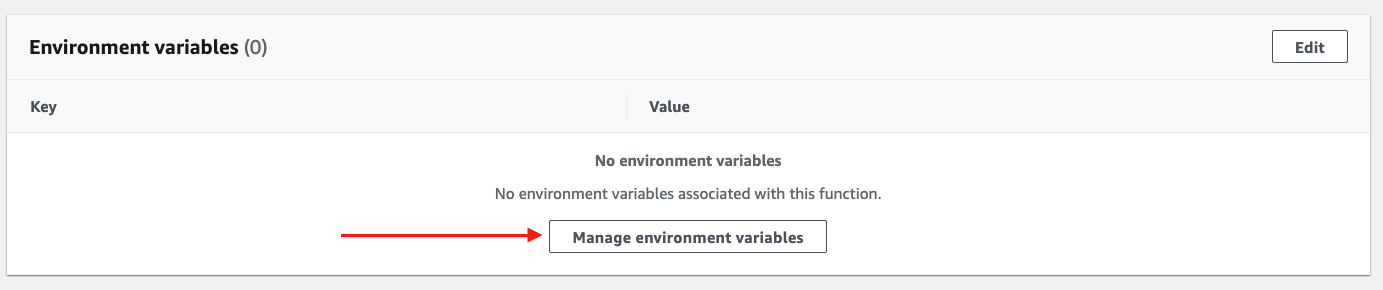 Environment variables (0)
Edit
Key
Value
No environment variables
No environment variables associated with this function.
Manage environment variables